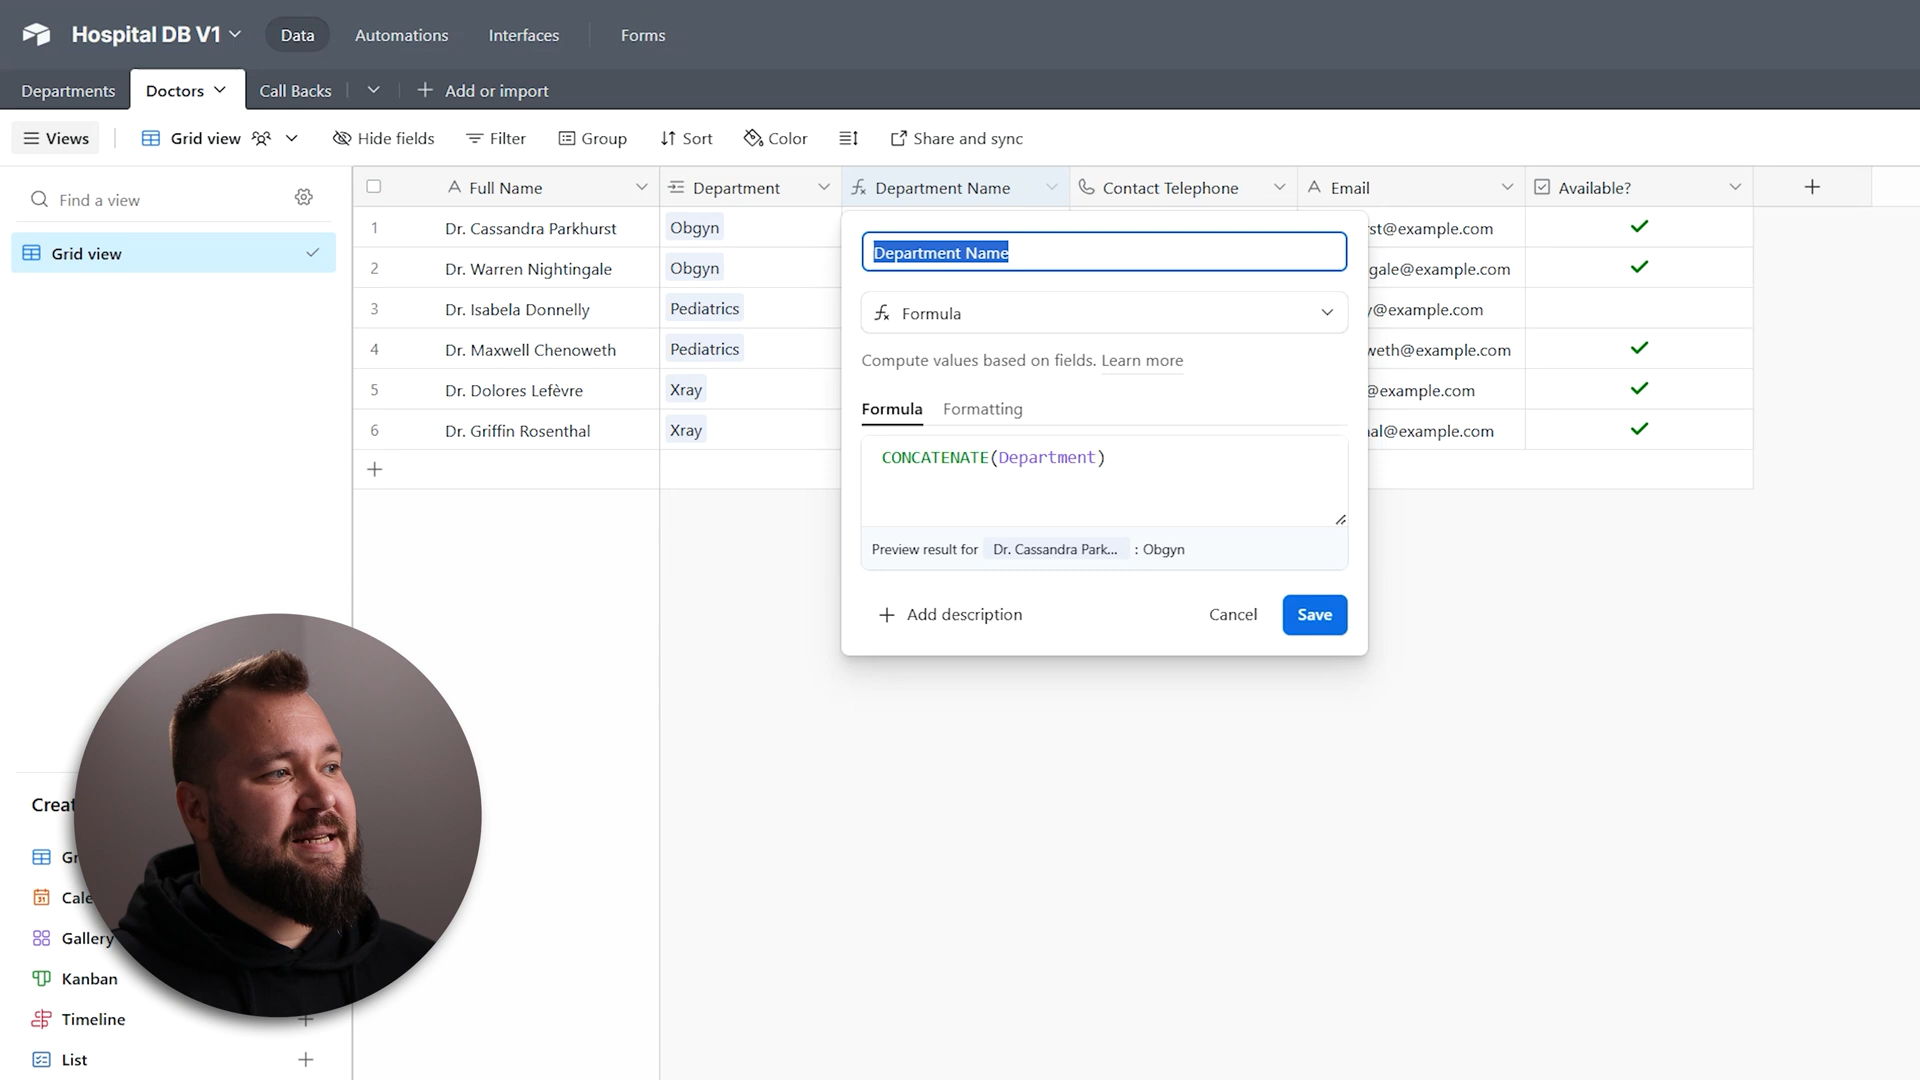 Hospital DB V1
Data
Automations
Interfaces
Forms
Departments
Doctors
Call Backs
Add or import
Views
Grid view
Hide fields
Filter
Group
Sort
Color
Share and sync
Find a view
Grid view
Full Name
Department
Department Name
Contact Telephone
Email
Available?
1 Dr. Cassandra Parkhurst Obgyn rst@example.com
2 Dr. Warren Nightingale Obgyn gale@example.com
3 Dr. Isabela Donnelly Pediatrics y@example.com
4 Dr. Maxwell Chenoweth Pediatrics weth@example.com
5 Dr. Dolores Lefèvre Xray @example.com
6 Dr. Griffin Rosenthal Xray al@example.com
Department Name
Formula
Compute values based on fields. Learn more
Formula
Formatting
CONCATENATE(Department)
Preview result for Dr. Cassandra Park... : Obgyn
Add description
Cancel
Save
Creat
Gr
Cale
Gallery
Kanban
Timeline
List